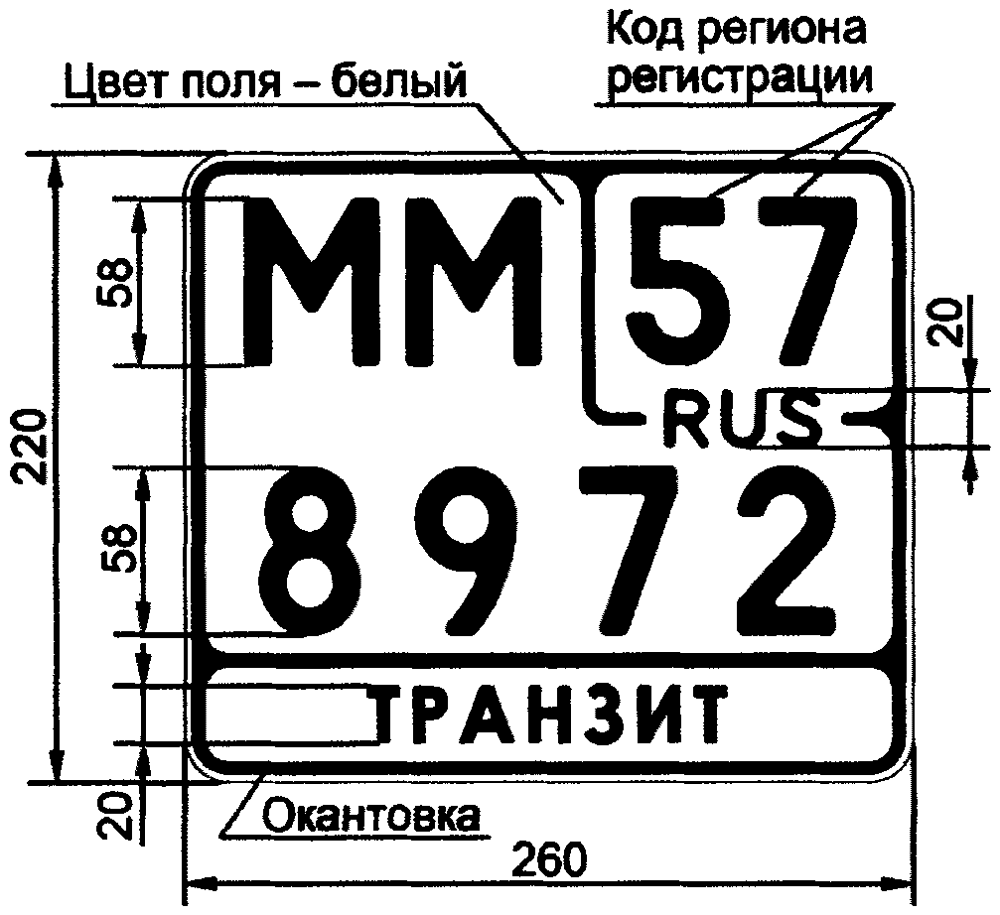 Код региона
регистрации
Цвет поля – белый
ММ 57
58
20
RUS
220
8972
58
ТРАНЗИТ
20
Окантовка
260